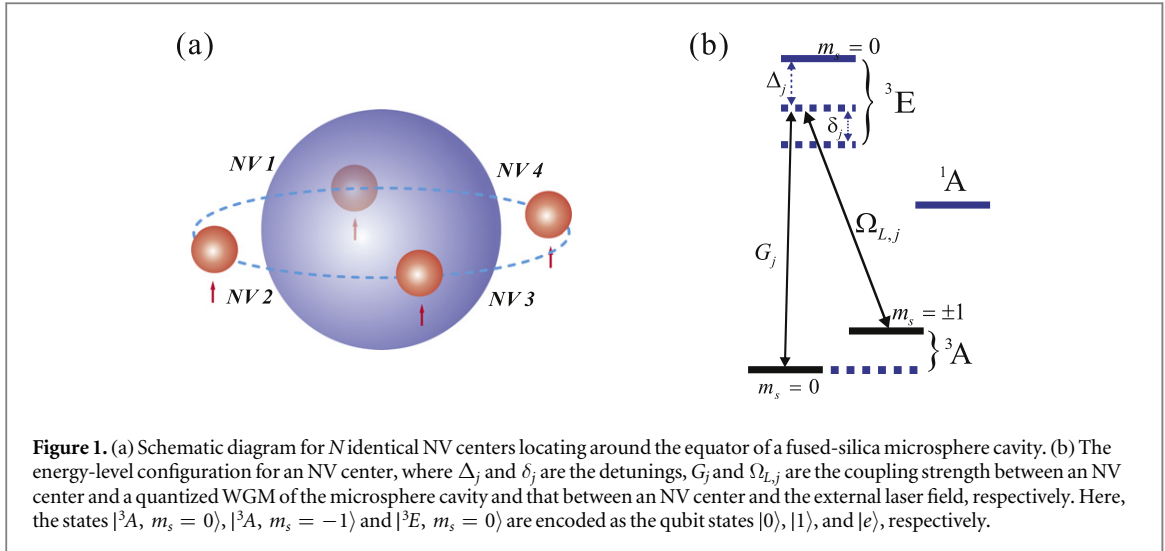 (a)
(b)
NV 1
NV 4
NV 2
NV 3
m_s = 0
Δ_j
³E
δ_j
¹A
Ω_{L,j}
G_j
m_s = ±1
³A
m_s = 0
Figure 1. (a) Schematic diagram for N identical NV centers locating around the equator of a fused-silica microsphere cavity. (b) The
energy-level configuration for an NV center, where Δ_j and δ_j are the detunings, G_j and Ω_{L,j} are the coupling strength between an NV
center and a quantized WGM of the microsphere cavity and that between an NV center and the external laser field, respectively. Here,
the states |³A, m_s = 0⟩, |³A, m_s = −1⟩ and |³E, m_s = 0⟩ are encoded as the qubit states |0⟩, |1⟩, and |e⟩, respectively.